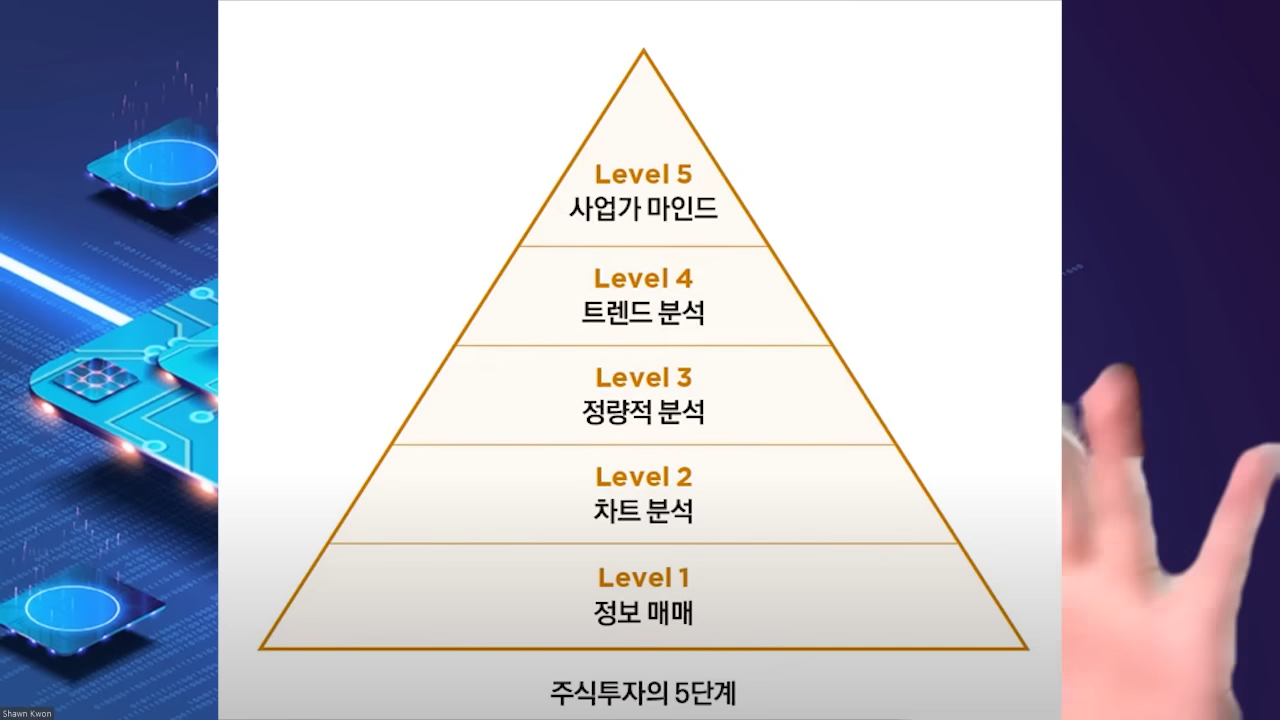 Level 5
사업가 마인드
Level 4
트렌드 분석
Level 3
정량적 분석
Level 2
차트 분석
Level 1
정보 매매
주식투자의 5단계
Shawn Kwon